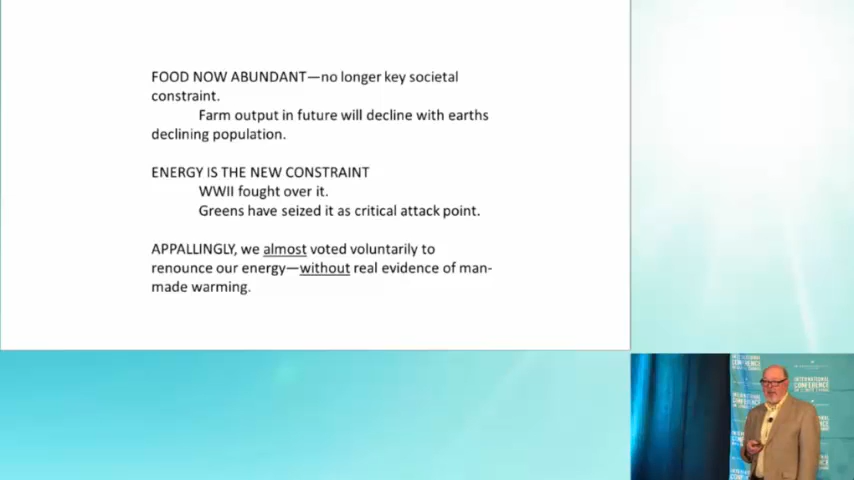 FOOD NOW ABUNDANT—no longer key societal
constraint.
Farm output in future will decline with earths
declining population.
ENERGY IS THE NEW CONSTRAINT
WWII fought over it.
Greens have seized it as critical attack point.
APPALLINGLY, we almost voted voluntarily to
renounce our energy—without real evidence of man-
made warming.
INTERNATIONAL
CONFERENCE